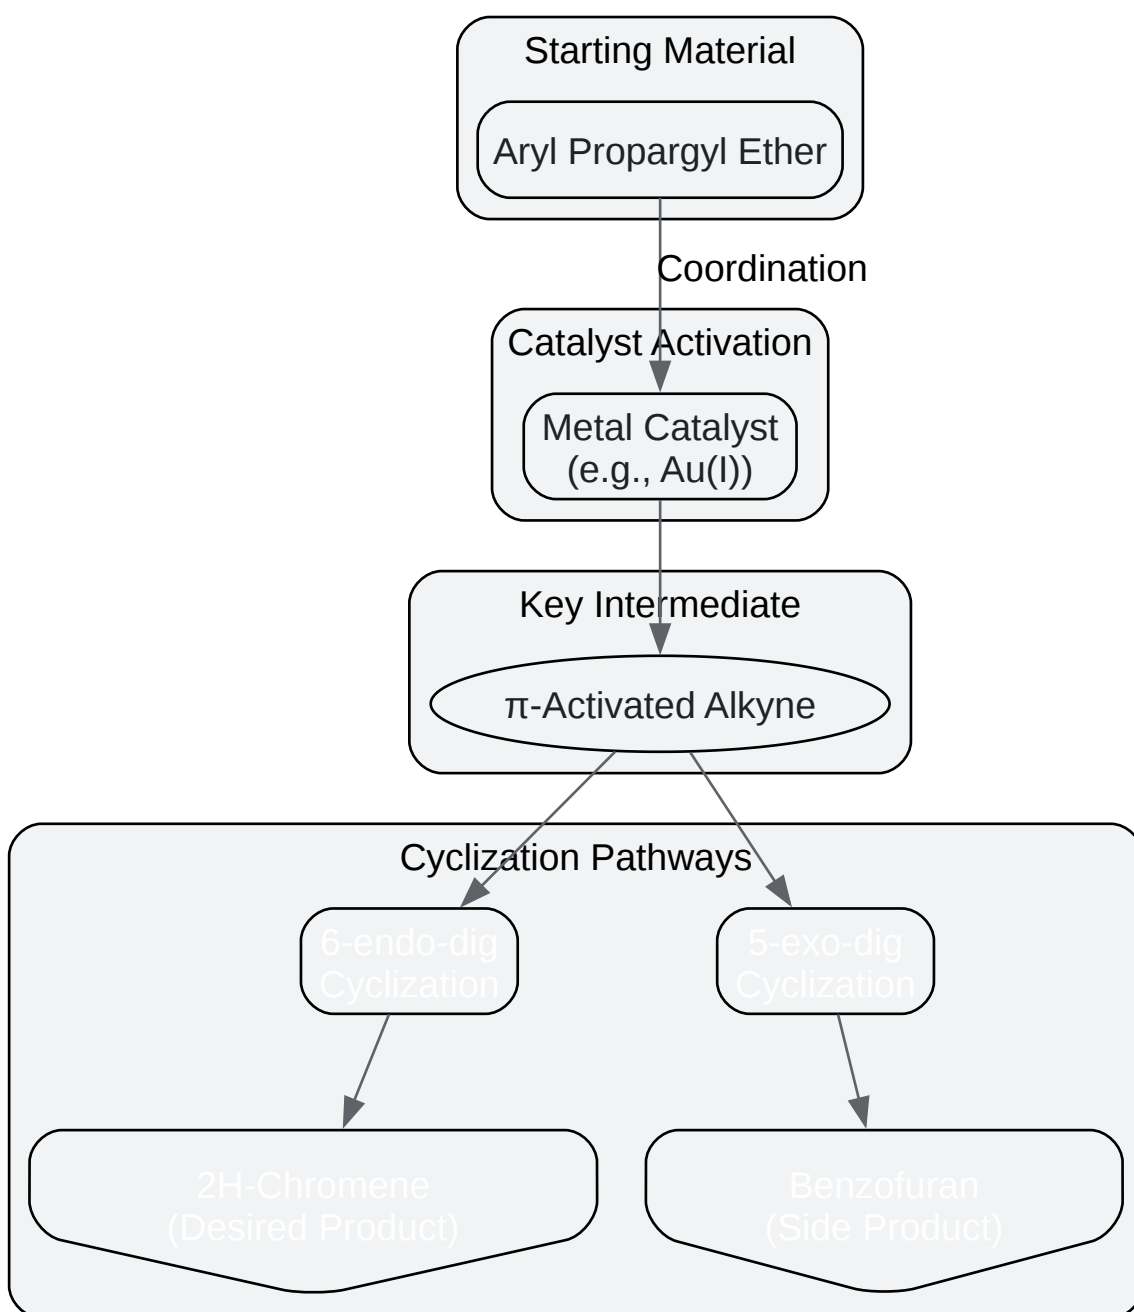 Starting Material
Aryl Propargyl Ether
Coordination
Catalyst Activation
Metal Catalyst
(e.g., Au(I))
Key Intermediate
π-Activated Alkyne
Cyclization Pathways
6-endo-dig
Cyclization
5-exo-dig
Cyclization
2H-Chromene
(Desired Product)
Benzofuran
(Side Product)